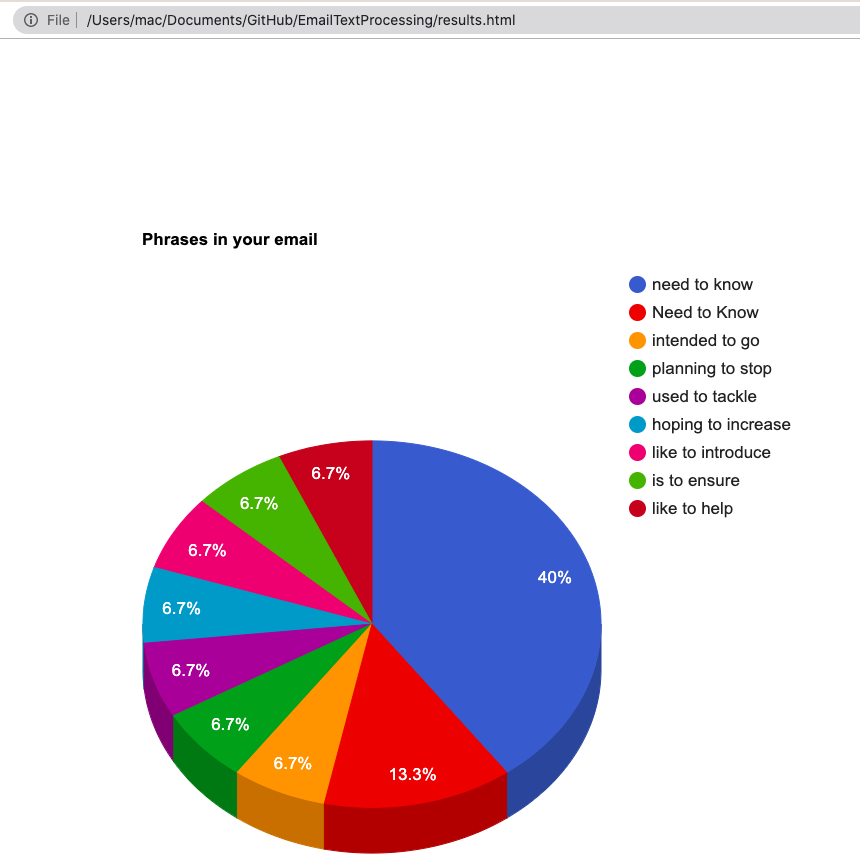 File /Users/mac/Documents/GitHub/EmailTextProcessing/results.html
Phrases in your email
need to know
Need to Know
intended to go
planning to stop
used to tackle
hoping to increase
like to introduce
is to ensure
like to help
6.7%
6.7%
6.7%
40%
6.7%
6.7%
6.7%
6.7%
13.3%